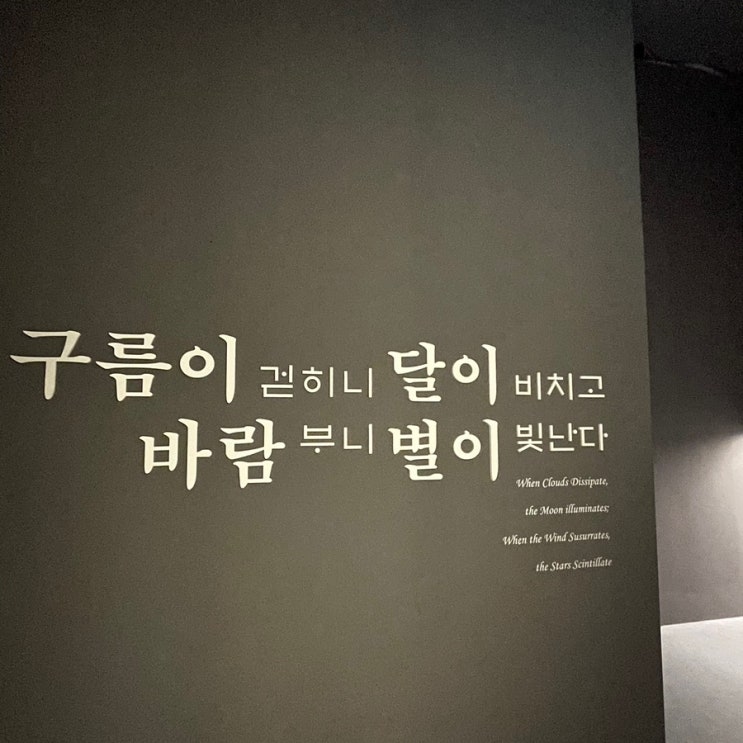 구름이 걷히니 달이 비치고
바람 부니 별이 빛난다
When Clouds Dissipate,
the Moon illuminates;
When the Wind Susurrates,
the Stars Scintillate